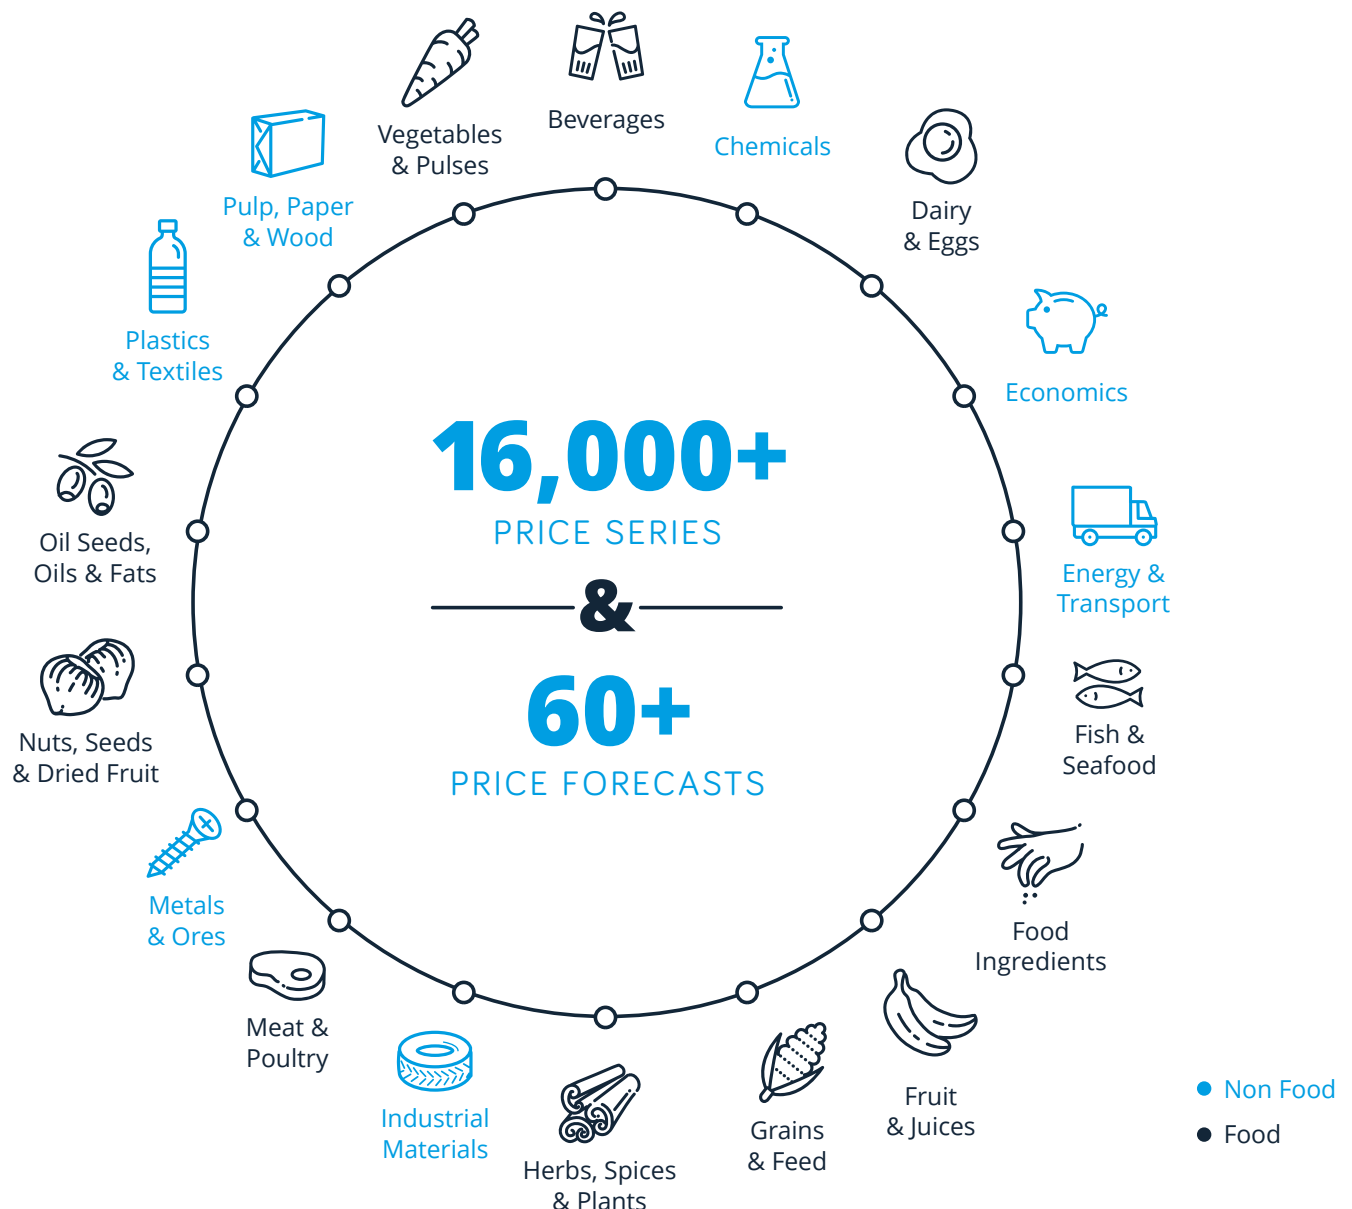 Beverages
Chemicals
Dairy
& Eggs
Economics
Energy &
Transport
Fish &
Seafood
Food
Ingredients
Fruit
& Juices
Grains
& Feed
Herbs, Spices
& Plants
Industrial
Materials
Meat &
Poultry
Metals
& Ores
Nuts, Seeds
& Dried Fruit
Oil Seeds,
Oils & Fats
Plastics
& Textiles
Pulp, Paper
& Wood
Vegetables
& Pulses
16,000+
PRICE SERIES
&
60+
PRICE FORECASTS
Non Food
Food